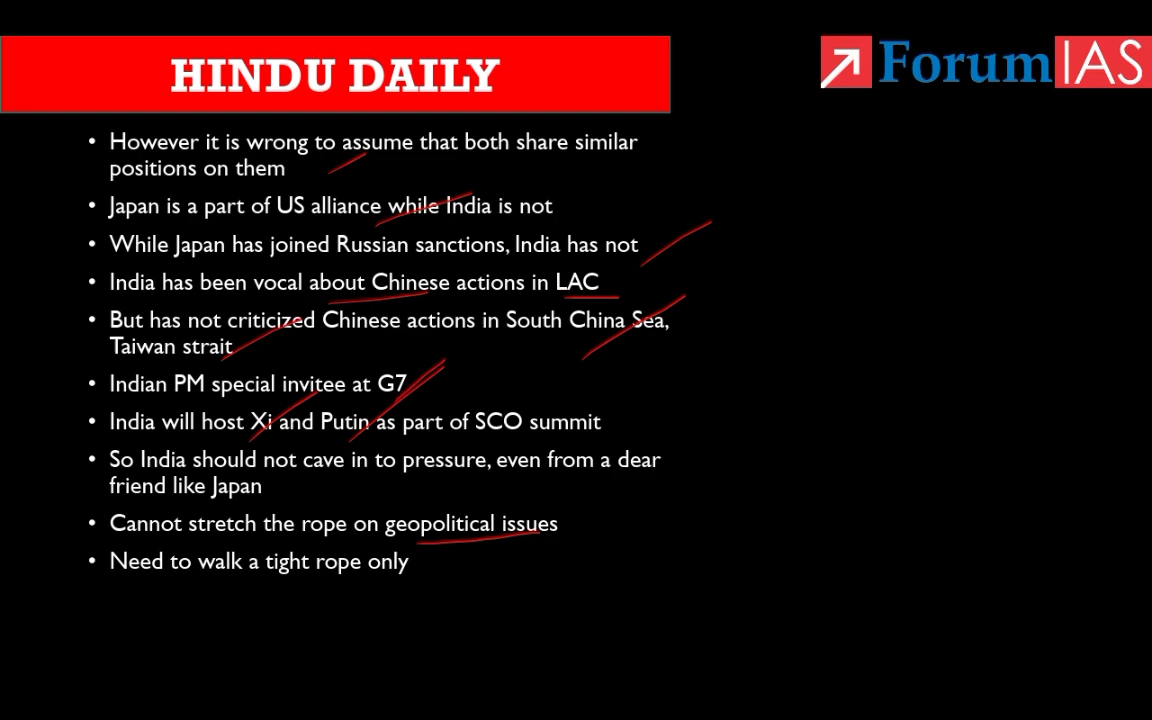 HINDU DAILY
ForumIAS
• However it is wrong to assume that both share similar
positions on them
• Japan is a part of US alliance while India is not
• While Japan has joined Russian sanctions, India has not
• India has been vocal about Chinese actions in LAC
• But has not criticized Chinese actions in South China Sea,
Taiwan strait
• Indian PM special invitee at G7
• India will host Xi and Putin as part of SCO summit
• So India should not cave in to pressure, even from a dear
friend like Japan
• Cannot stretch the rope on geopolitical issues
• Need to walk a tight rope only